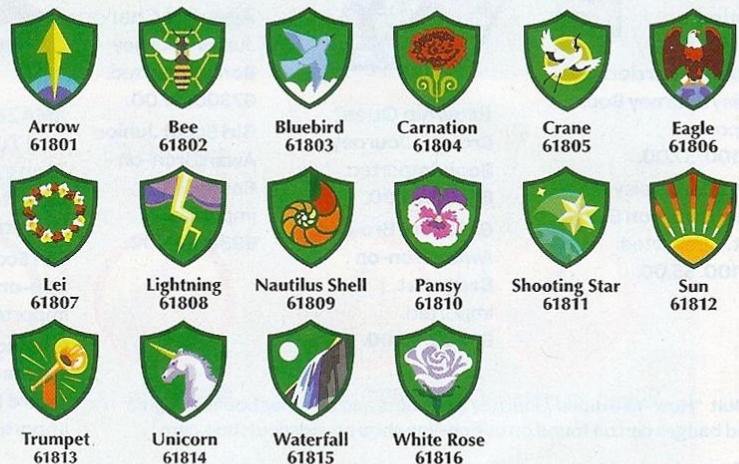 Arrow
61801
Bee
61802
Bluebird
61803
Carnation
61804
Crane
61805
Eagle
61806
Lei
61807
Lightning
61808
Nautilus Shell
61809
Pansy
61810
Shooting Star
61811
Sun
61812
Trumpet
61813
Unicorn
61814
Waterfall
61815
White Rose
61816